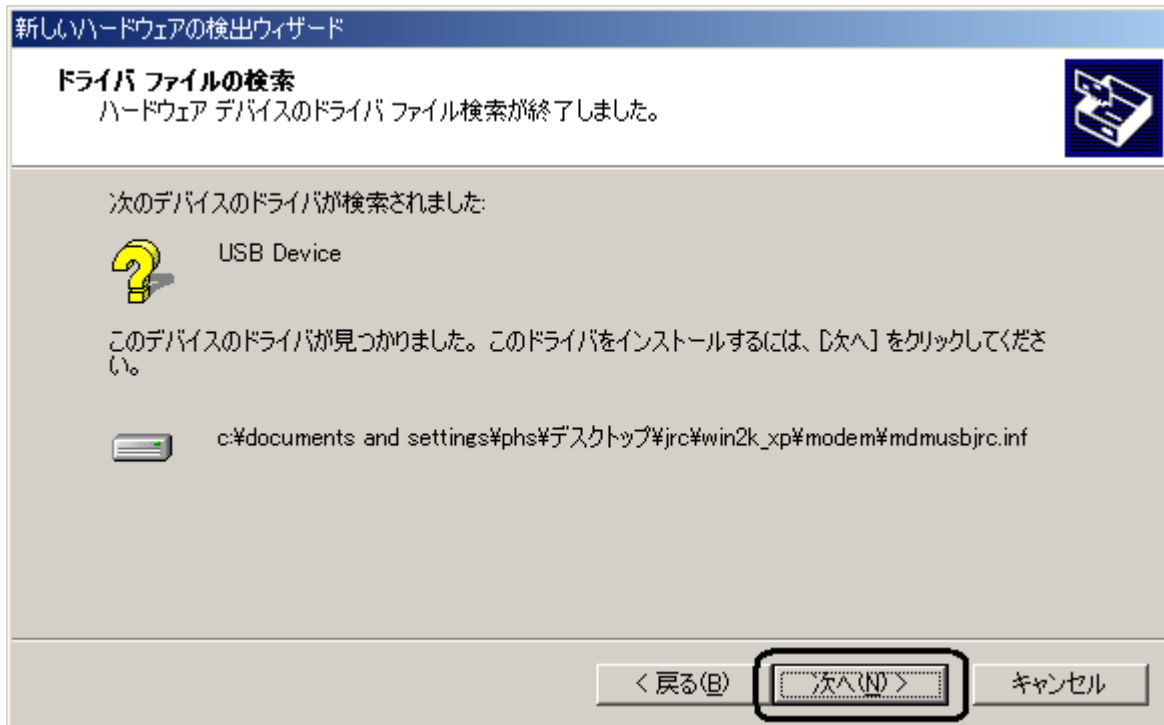 新しいハードウェアの検出ウィザード
ドライバ ファイルの検索
ハードウェア デバイスのドライバ ファイル検索が終了しました。
次のデバイスのドライバが検索されました:
USB Device
このデバイスのドライバが見つかりました。このドライバをインストールするには、[次へ] をクリックしてくださ
い。
c:¥documents and settings¥phs¥デスクトップ¥jrc¥win2k_xp¥modem¥mdmusbjrc.inf
< 戻る(B) 次へ(N) > キャンセル